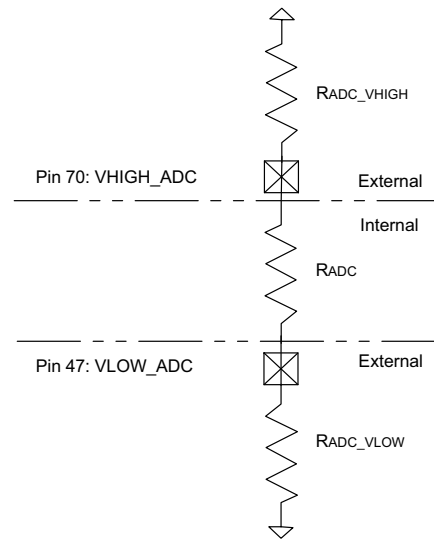 RADC_VHIGH
Pin 70: VHIGH_ADC
External
Internal
RADC
Pin 47: VLOW_ADC
External
RADC_VLOW